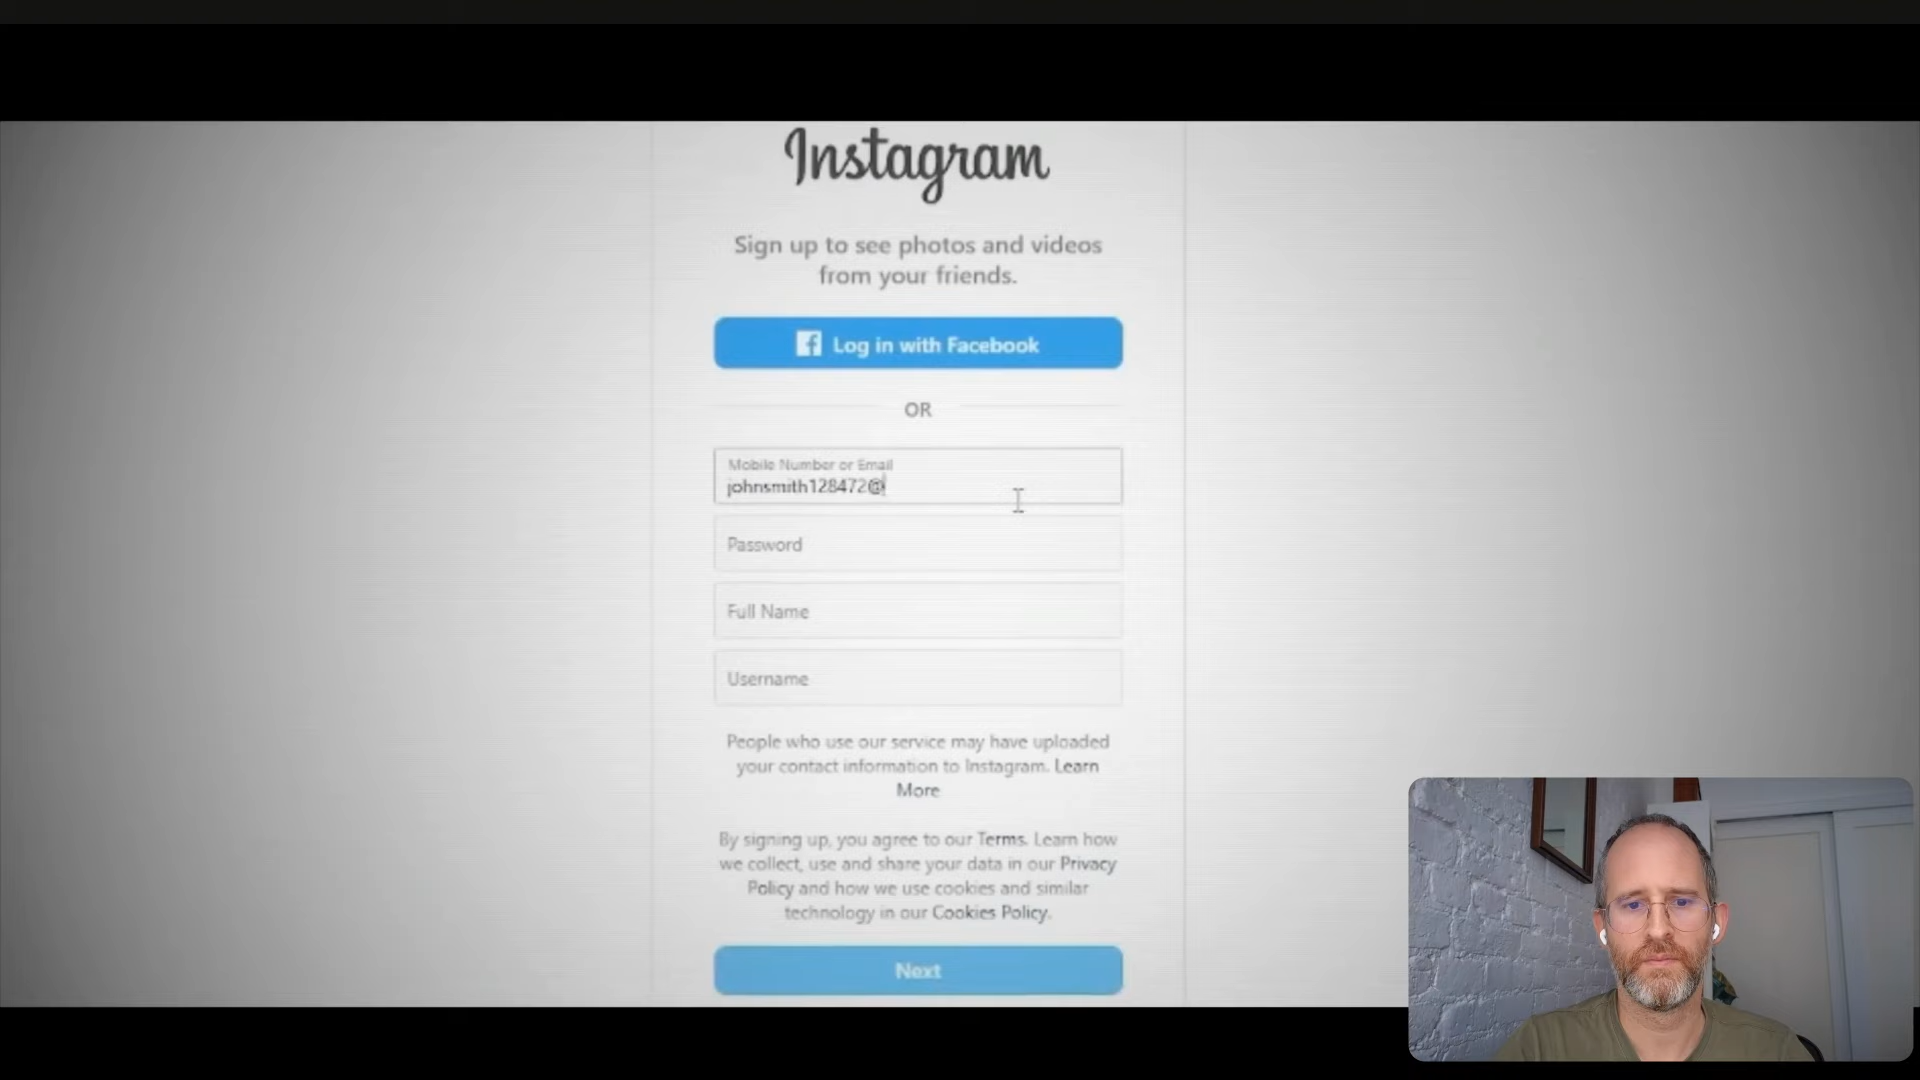 Instagram
Sign up to see photos and videos
from your friends.
Log in with Facebook
OR
Mobile Number or Email
johnsmith128472@
Password
Full Name
Username
People who use our service may have uploaded
your contact information to Instagram. Learn
More
By signing up, you agree to our Terms. Learn how
we collect, use and share your data in our Privacy
Policy and how we use cookies and similar
technology in our Cookies Policy.
Next